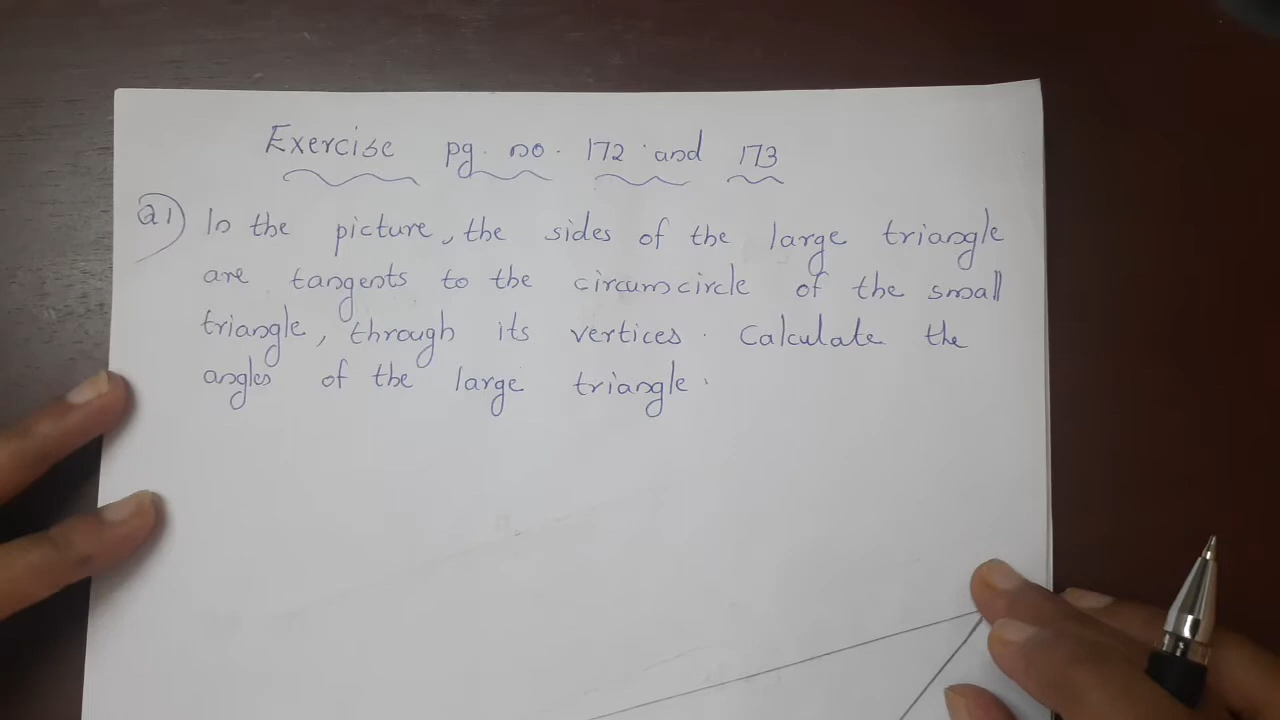 Exercise pg. no. 172 and 173
Q1) In the picture, the sides of the large triangle
are tangents to the circumcircle of the small
triangle, through its vertices. Calculate the
angles of the large triangle.